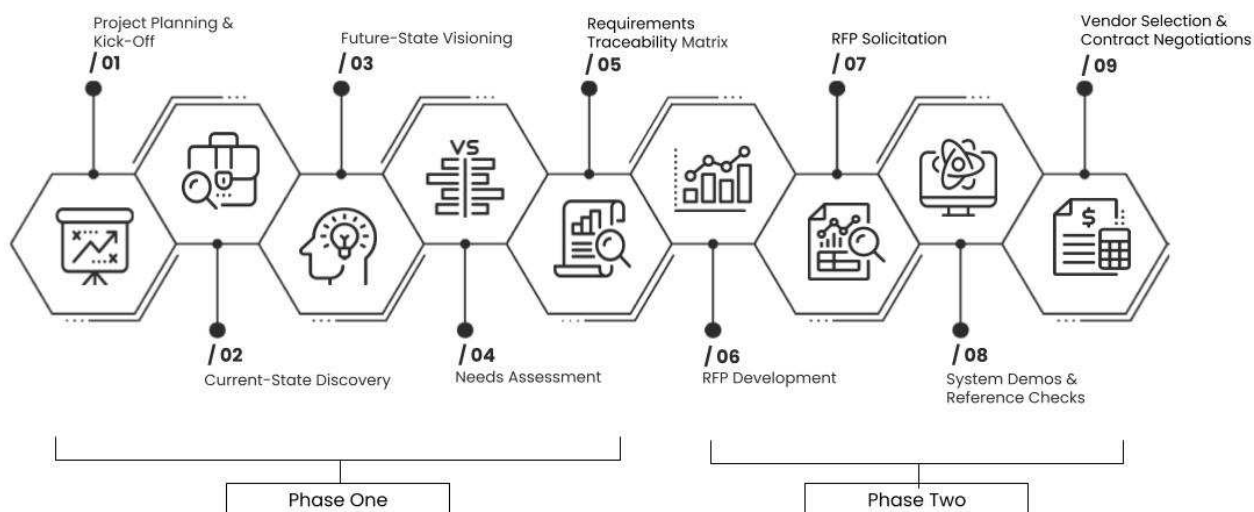 Project Planning &
Kick-Off
/ 01
Future-State Visioning
/ 03
Requirements
Traceability Matrix
/ 05
RFP Solicitation
/ 07
Vendor Selection &
Contract Negotiations
/ 09
VS
$
/ 02
Current-State Discovery
/ 04
Needs Assessment
/ 06
RFP Development
/ 08
System Demos &
Reference Checks
Phase One
Phase Two